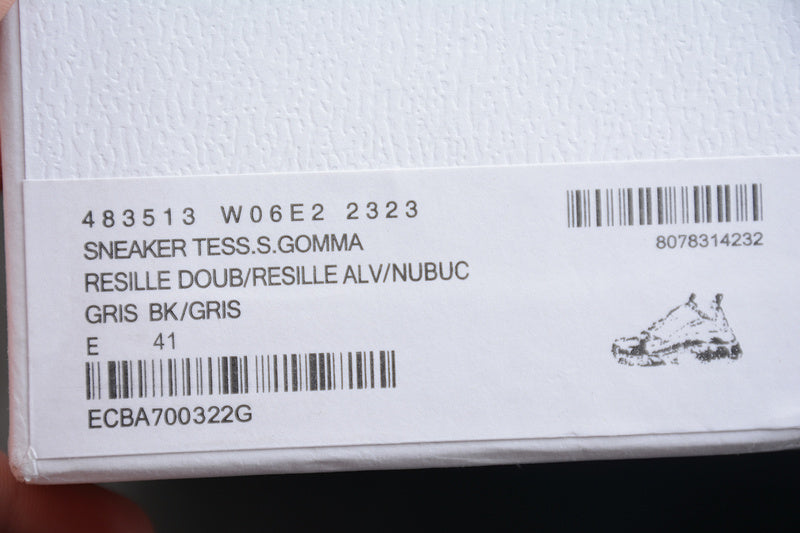 483513 W06E2 2323
SNEAKER TESS.S.GOMMA
RESILLE DOUB/RESILLE ALV/NUBUC
GRIS BK/GRIS
E 41
ECBA700322G
8078314232